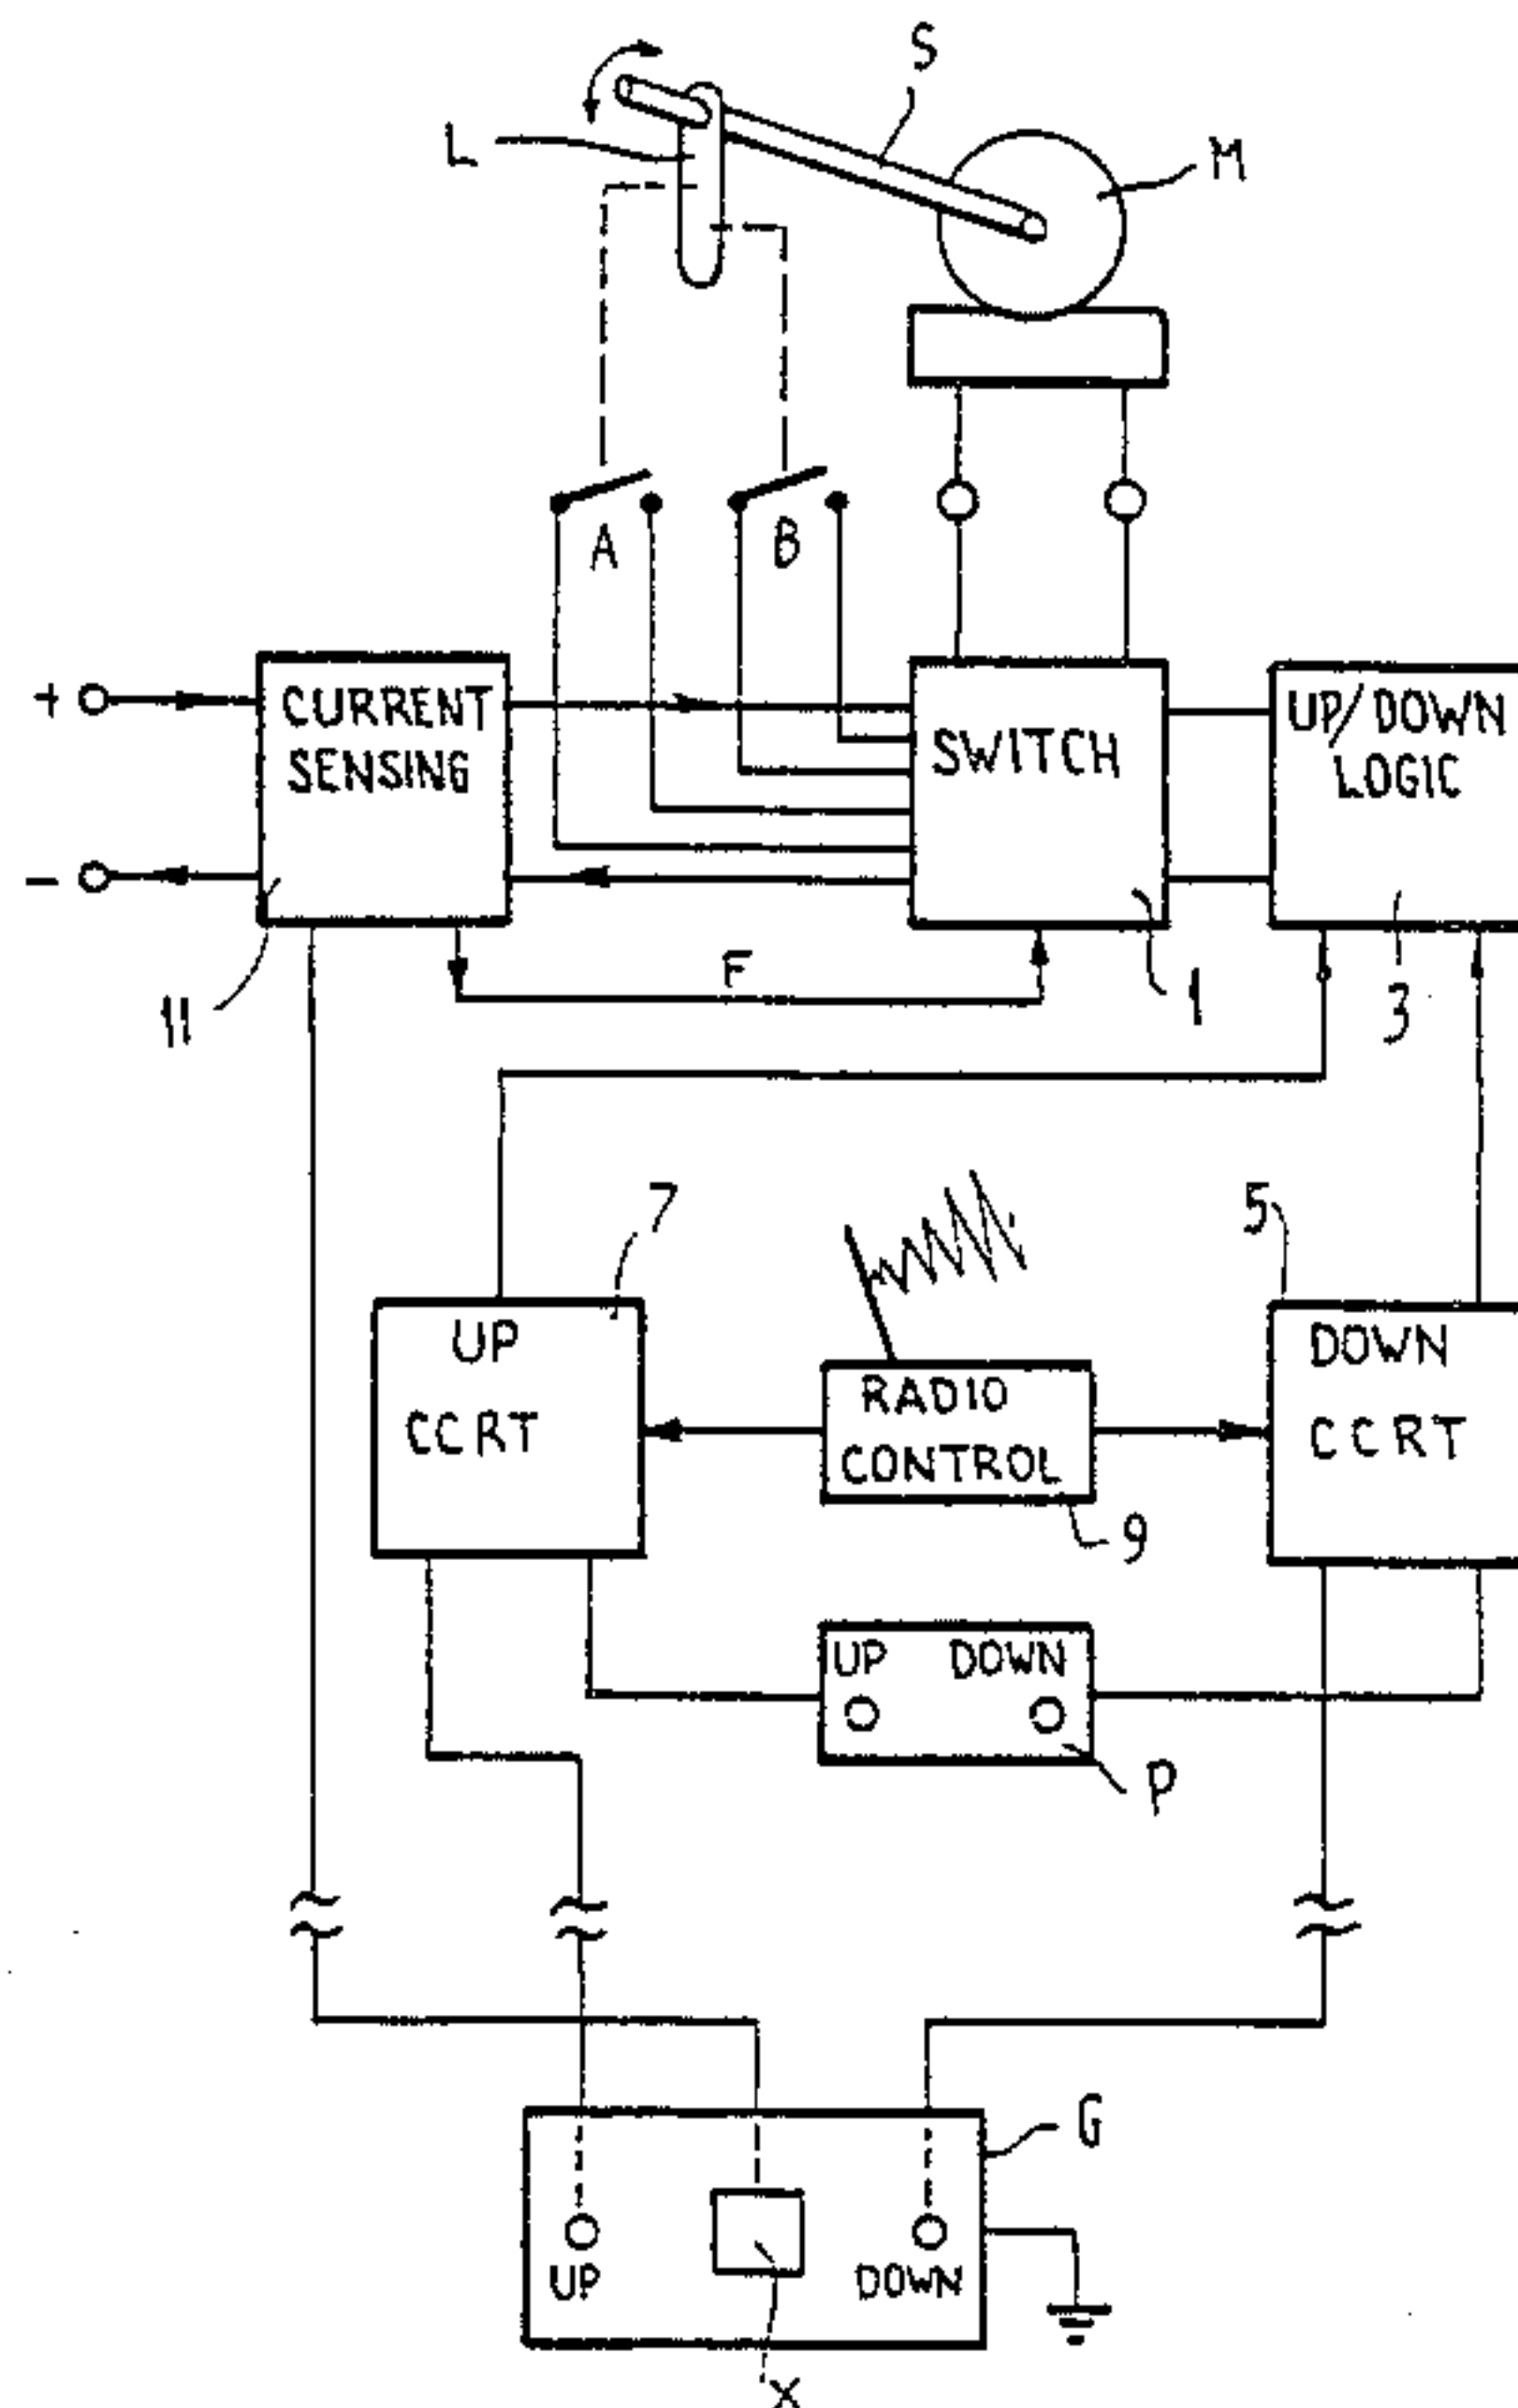 S
L
M
A
B
+
CURRENT
SENSING
SWITCH
UP/DOWN
LOGIC
-
F
11
1
3
7
5
UP
CCRT
RADIO
CONTROL
DOWN
CCRT
9
UP DOWN
P
G
UP
DOWN
X